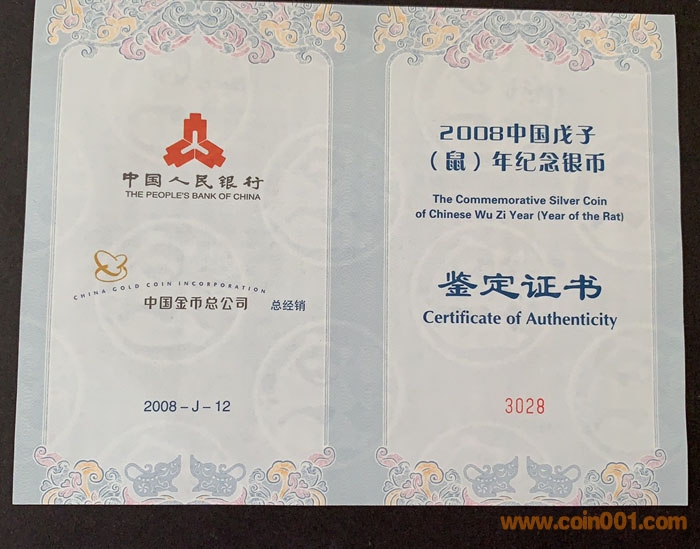 中国人民银行
THE PEOPLE'S BANK OF CHINA
CHINA GOLD COIN INCORPORATION
中国金币总公司 总经销
2008-J-12
2008中国戊子
（鼠）年纪念银币
The Commemorative Silver Coin
of Chinese Wu Zi Year (Year of the Rat)
鉴定证书
Certificate of Authenticity
3028
www.coin001.com